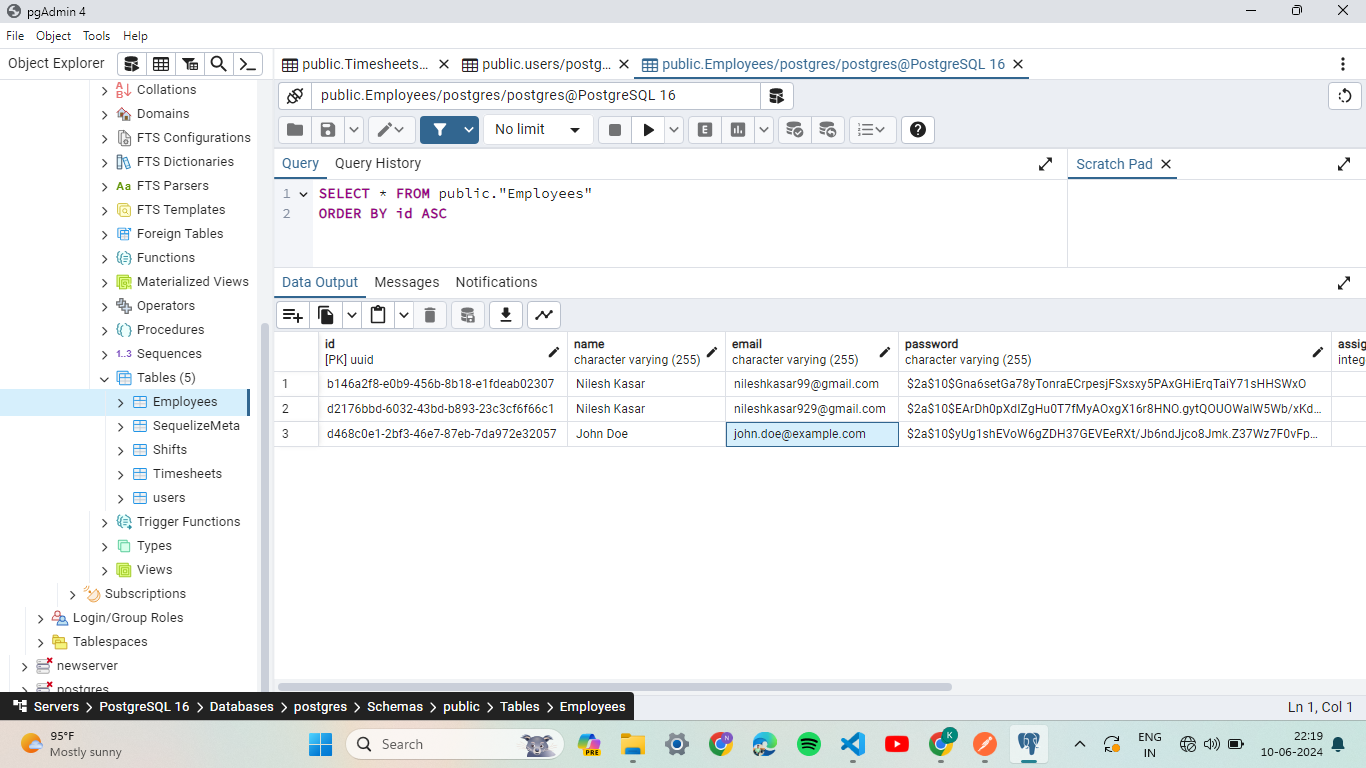 pgAdmin 4
File Object Tools Help
Object Explorer
public.Timesheets... public.users/postg... public.Employees/postgres/postgres@PostgreSQL 16
Collations
Domains
FTS Configurations
FTS Dictionaries
Aa FTS Parsers
FTS Templates
Foreign Tables
Functions
Materialized Views
Operators
Procedures
1..3 Sequences
Tables (5)
Employees
SequelizeMeta
Shifts
Timesheets
users
Trigger Functions
Types
Views
Subscriptions
Login/Group Roles
Tablespaces
newserver
postgres
public.Employees/postgres/postgres@PostgreSQL 16
No limit
E
Query Query History
Scratch Pad
1 SELECT * FROM public."Employees"
2 ORDER BY id ASC
Data Output Messages Notifications
id name email password assig
[PK] uuid character varying (255) character varying (255) character varying (255) integ
1 b146a2f8-e0b9-456b-8b18-e1fdeab02307 Nilesh Kasar nileshkasar99@gmail.com $2a$10$Gna6setGa78yTonraECrpesjFSxsxy5PAxGHiErqTaiY71sHHSWxO
2 d2176bbd-6032-43bd-b893-23c3cf6f66c1 Nilesh Kasar nileshkasar929@gmail.com $2a$10$EArDh0pXdIZgHu0T7fMyAOxgX16r8HNO.gytQOUOWalW5Wb/xKd...
3 d468c0e1-2bf3-46e7-87eb-7da972e32057 John Doe john.doe@example.com $2a$10$yUg1shEVoW6gZDH37GEVEeRXt/Jb6ndJjco8Jmk.Z37Wz7F0vFp...
Servers > PostgreSQL 16 > Databases > postgres > Schemas > public > Tables > Employees
Ln 1, Col 1
95°F
Mostly sunny
Search
PRE
N
K
ENG
IN
22:19
10-06-2024